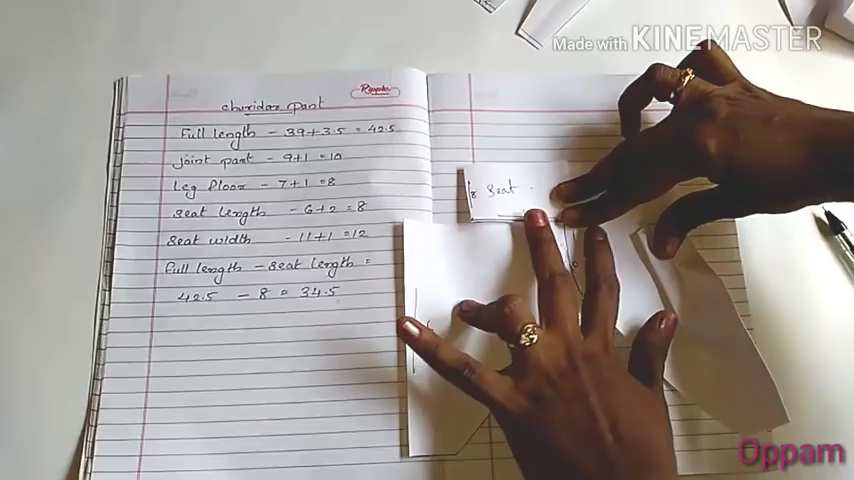 Made with KINEMASTER
Ripple
churidar pant
Full length - 39+3.5 = 42.5
joint part - 9+1 = 10
Leg floor - 7+1 = 8
seat length - 6+2 = 8
seat width - 11+1 = 12
Full length - seat length =
42.5 - 8 = 34.5
8 Seat
Oppam